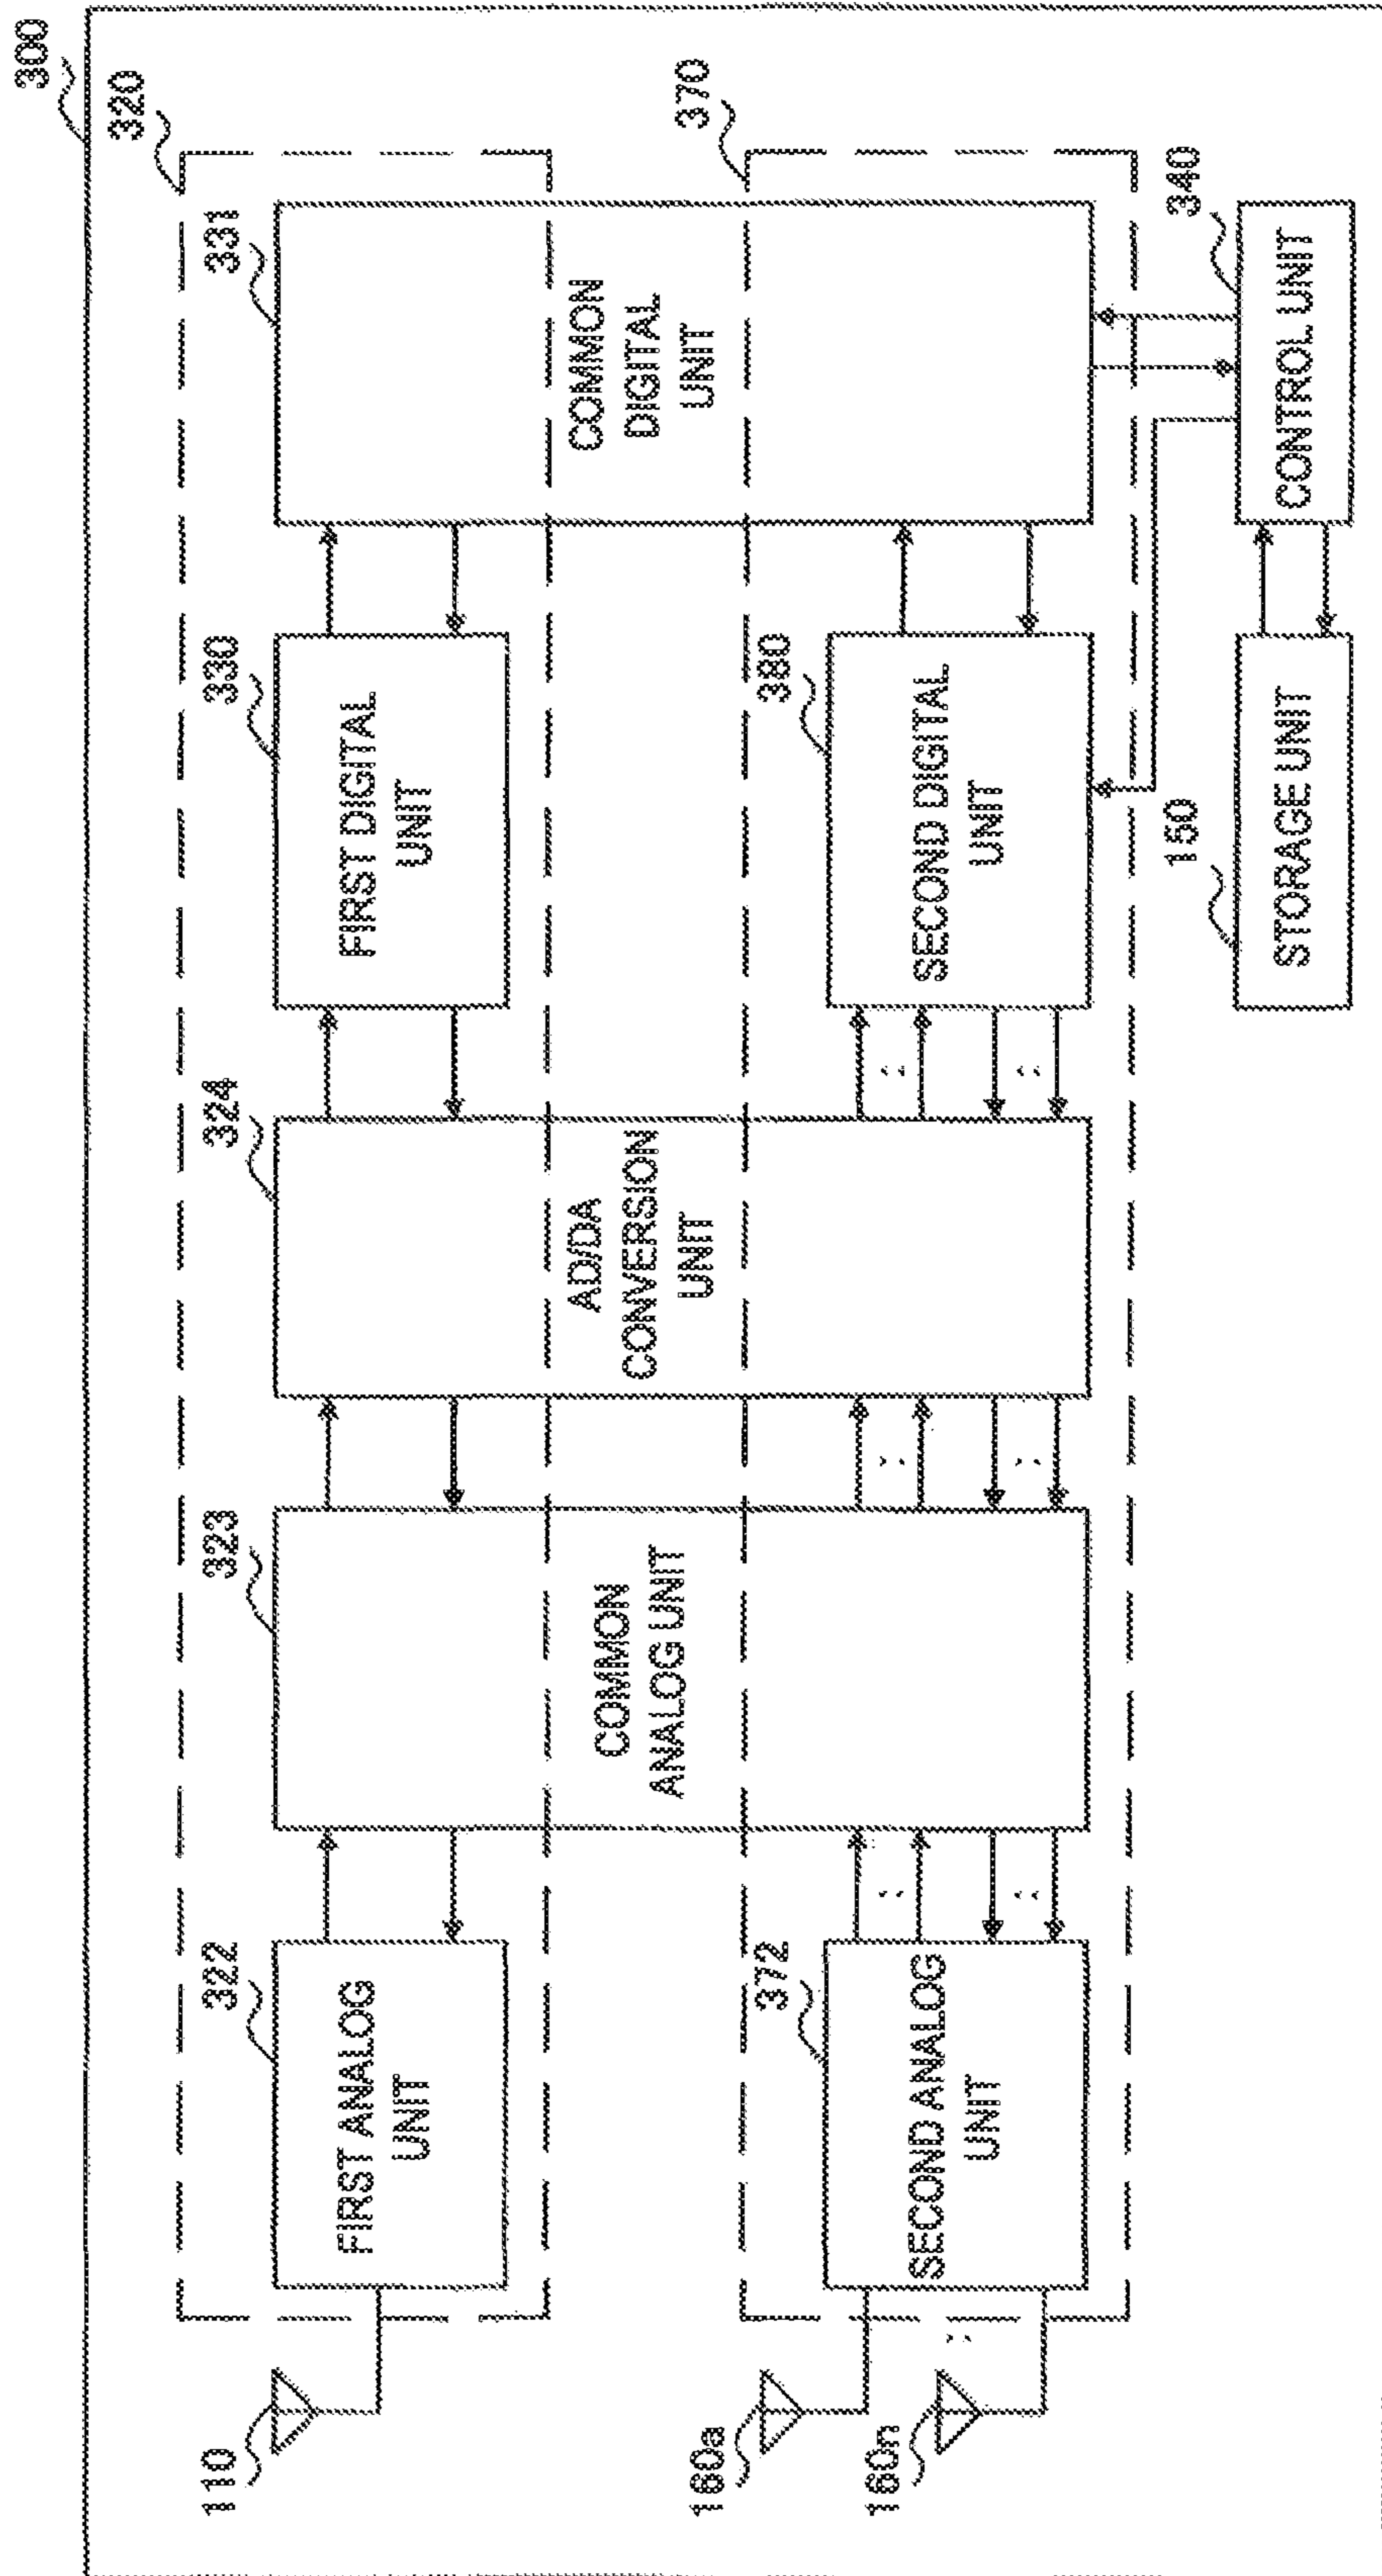 300
320
322
323
324
330
331
110
FIRST ANALOG
UNIT
FIRST DIGITAL
UNIT
COMMON
ANALOG UNIT
AD/DA
CONVERSION
UNIT
COMMON
DIGITAL
UNIT
370
160a
160n
372
380
SECOND ANALOG
UNIT
SECOND DIGITAL
UNIT
150
340
STORAGE UNIT
CONTROL UNIT